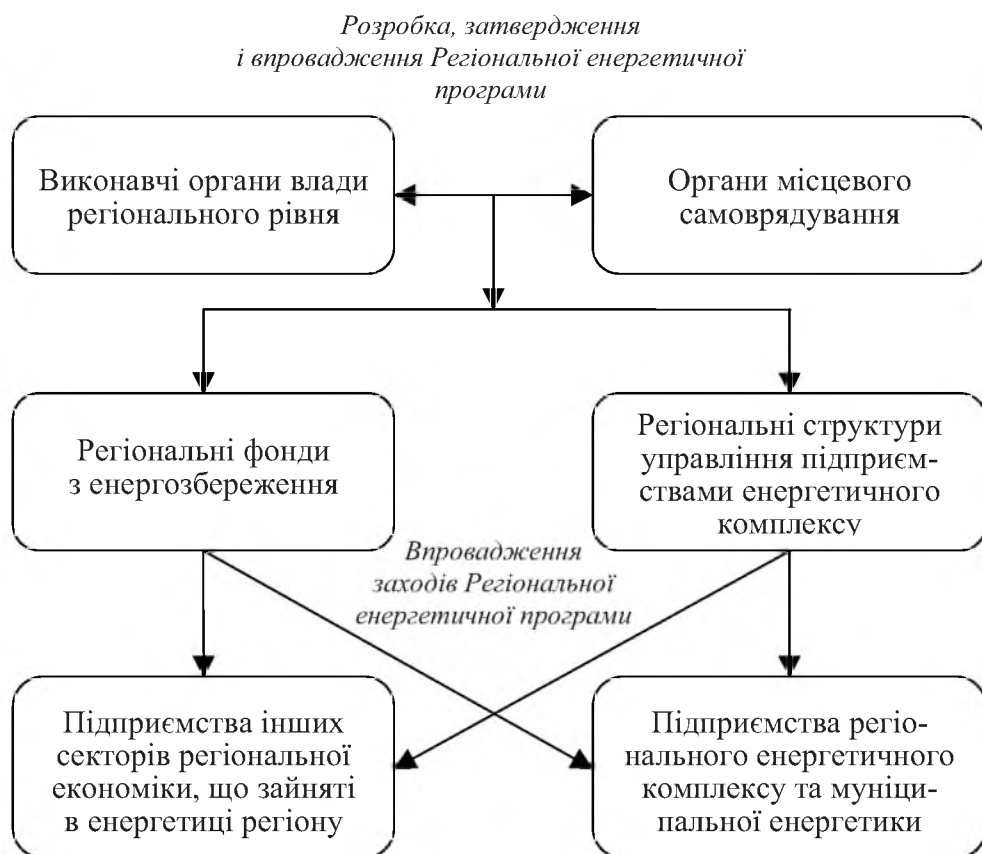 Розробка, затвердження
і впровадження Регіональної енергетичної
програми
Виконавчі органи влади
регіонального рівня
Органи місцевого
самоврядування
Регіональні фонди
з енергозбереження
Регіональні структури
управління підприєм-
ствами енергетичного
комплексу
Впровадження
заходів Регіональної
енергетичної програми
Підприємства інших
секторів регіональної
економіки, що зайняті
в енергетиці регіону
Підприємства регіо-
нального енергетичного
комплексу та муніци-
пальної енергетики